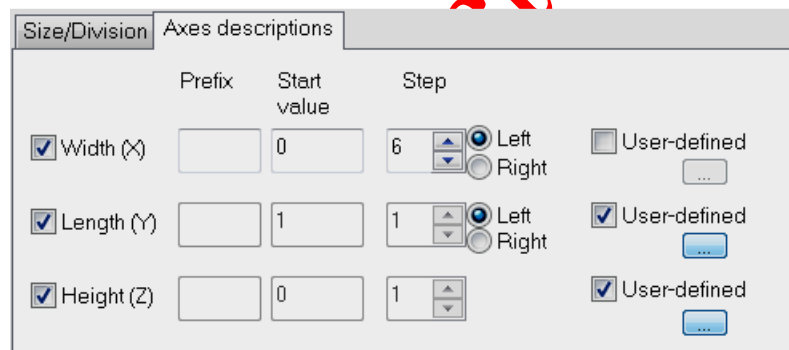 Size/Division Axes descriptions
Prefix Start value Step
Width (X) 0 6 Left Right User-defined
...
Length (Y) 1 1 Left Right User-defined
...
Height (Z) 0 1 User-defined
...